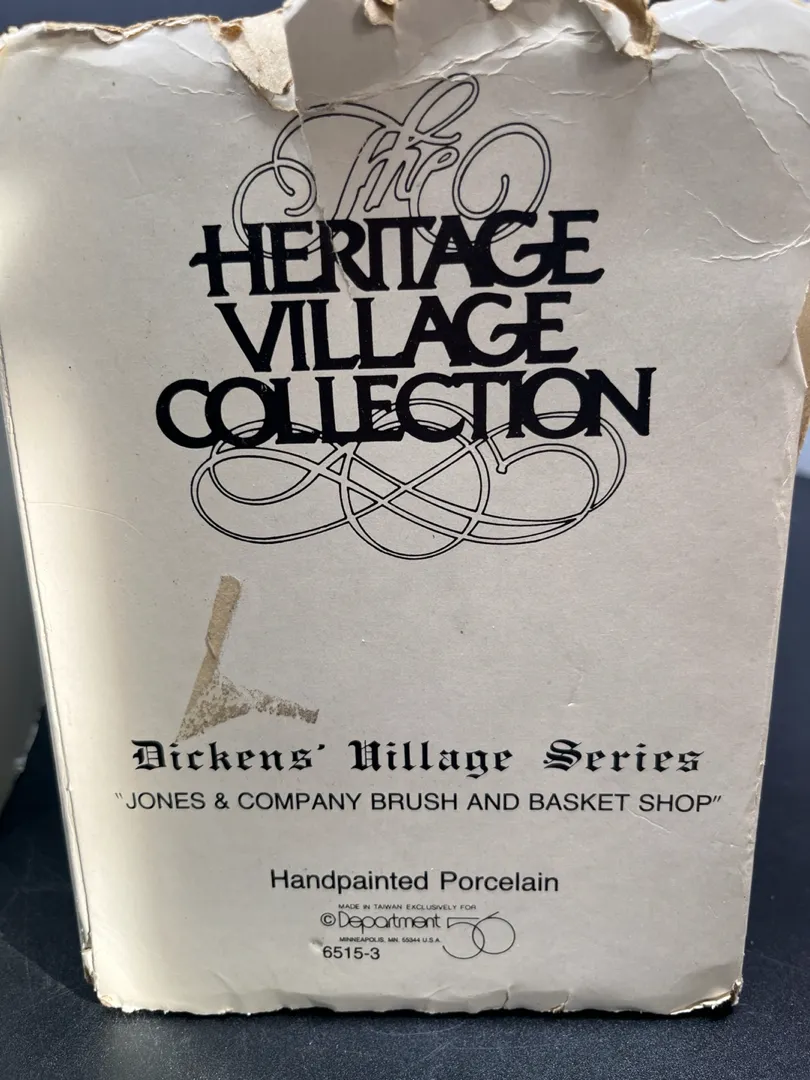 The
HERITAGE
VILLAGE
COLLECTION
Dickens' Village Series
"JONES & COMPANY BRUSH AND BASKET SHOP"
Handpainted Porcelain
MADE IN TAIWAN EXCLUSIVELY FOR
© Department 56
MINNEAPOLIS, MN. 55344 U.S.A.
6515-3